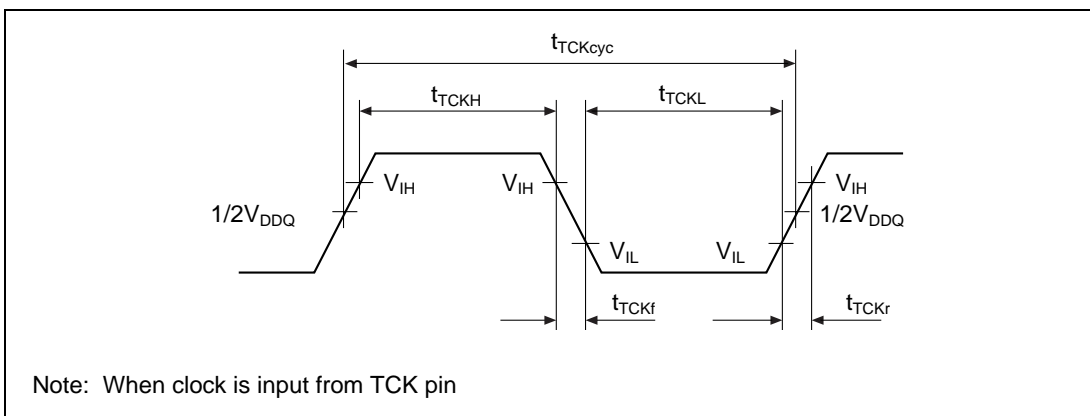 tTCKcyc
tTCKH
tTCKL
VIH
VIH
VIH
1/2VDDQ
1/2VDDQ
VIL
VIL
tTCKf
tTCKr
Note: When clock is input from TCK pin